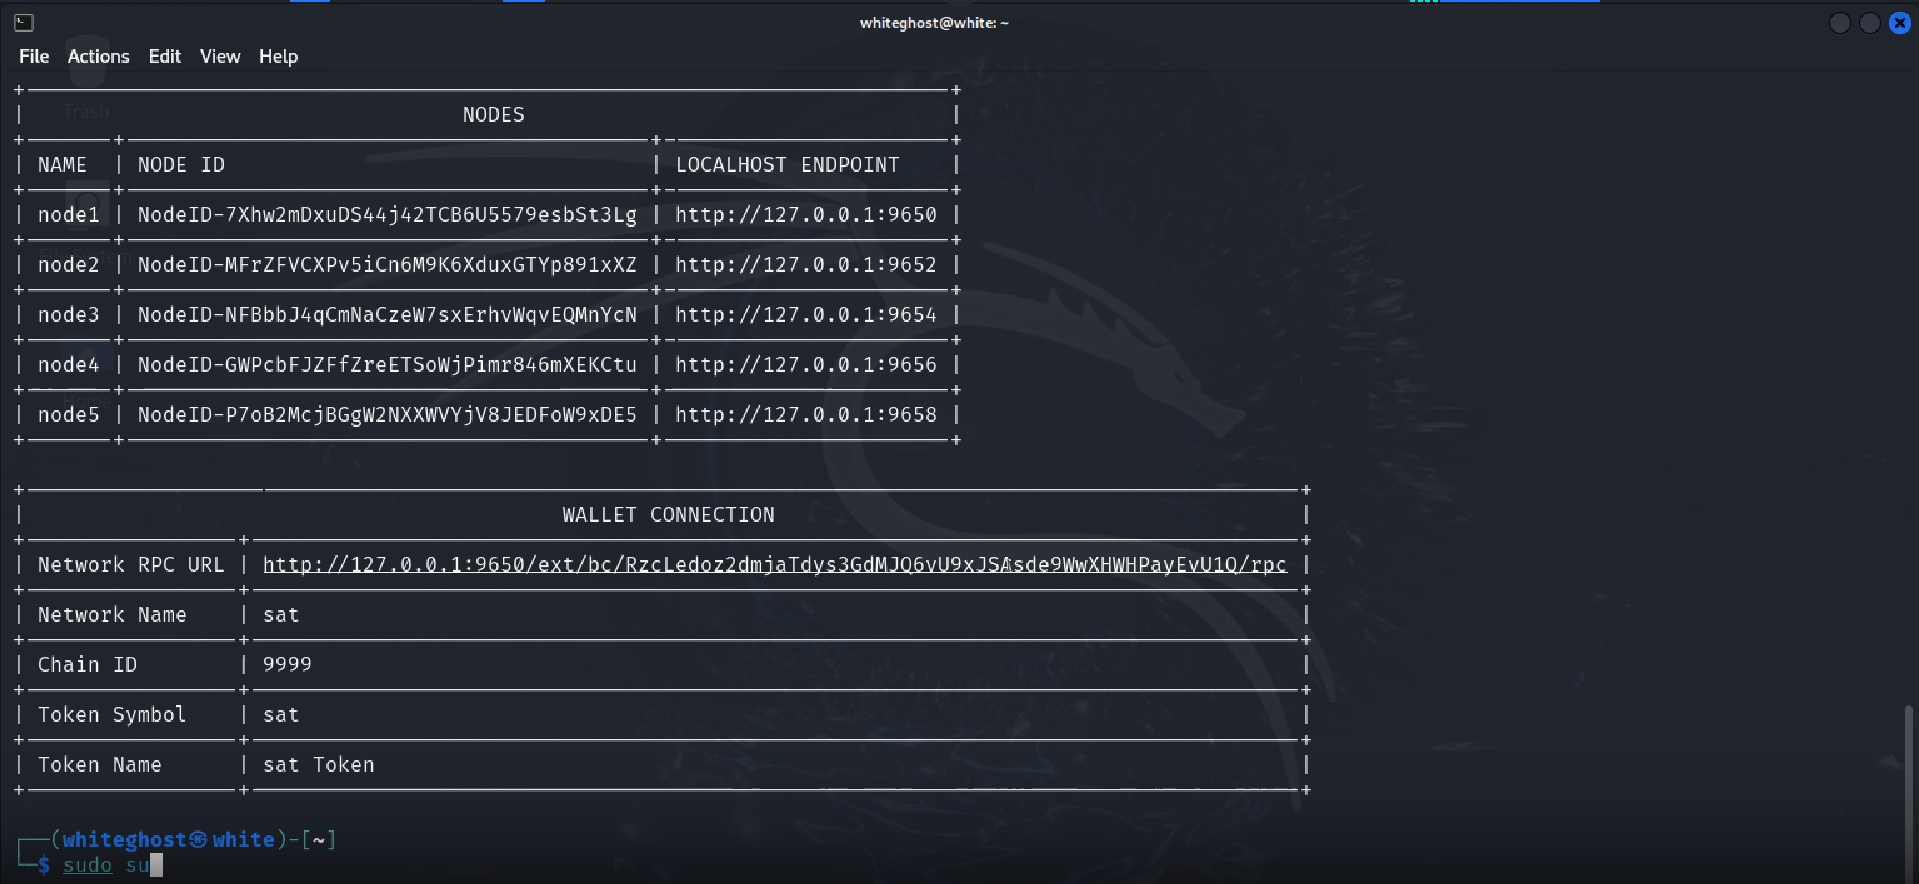 whiteghost@white: ~
File Actions Edit View Help
Trash
NODES
NAME | NODE ID | LOCALHOST ENDPOINT
node1 | NodeID-7Xhw2mDxuDS44j42TCB6U5579esbSt3Lg | http://127.0.0.1:9650
node2 | NodeID-MFrZFVCXPv5iCn6M9K6XduxGTYp891xXZ | http://127.0.0.1:9652
node3 | NodeID-NFBbbJ4qCmNaCzeW7sxErhvWqvEQMnYcN | http://127.0.0.1:9654
node4 | NodeID-GWPcbFJZFfZreETSoWjPimr846mXEKCtu | http://127.0.0.1:9656
Home
node5 | NodeID-P7oB2McjBGgW2NXXWVYjV8JEDFoW9xDE5 | http://127.0.0.1:9658
WALLET CONNECTION
Network RPC URL | http://127.0.0.1:9650/ext/bc/RzcLedoz2dmjaTdys3GdMJQ6vU9xJSAsde9WwXHWHPayEvU1Q/rpc
Network Name | sat
Chain ID | 9999
Token Symbol | sat
Token Name | sat Token
(whiteghost㉿white)-[~]
$ sudo su